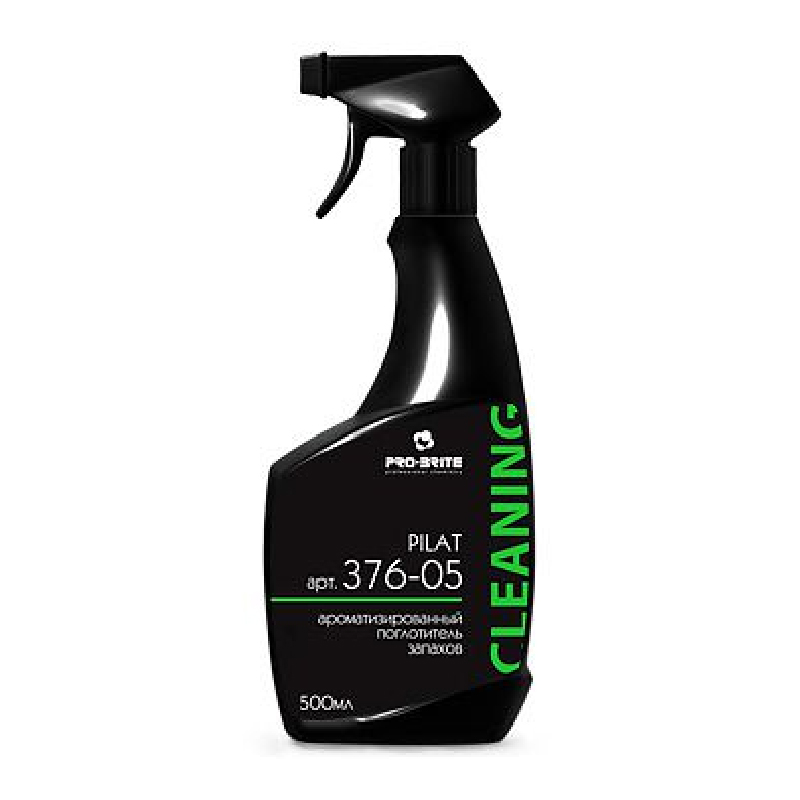 PRO-BRITE
professional chemistry
PILAT
арт. 376-05
ароматизированный
поглотитель
запахов
500мл
CLEANING